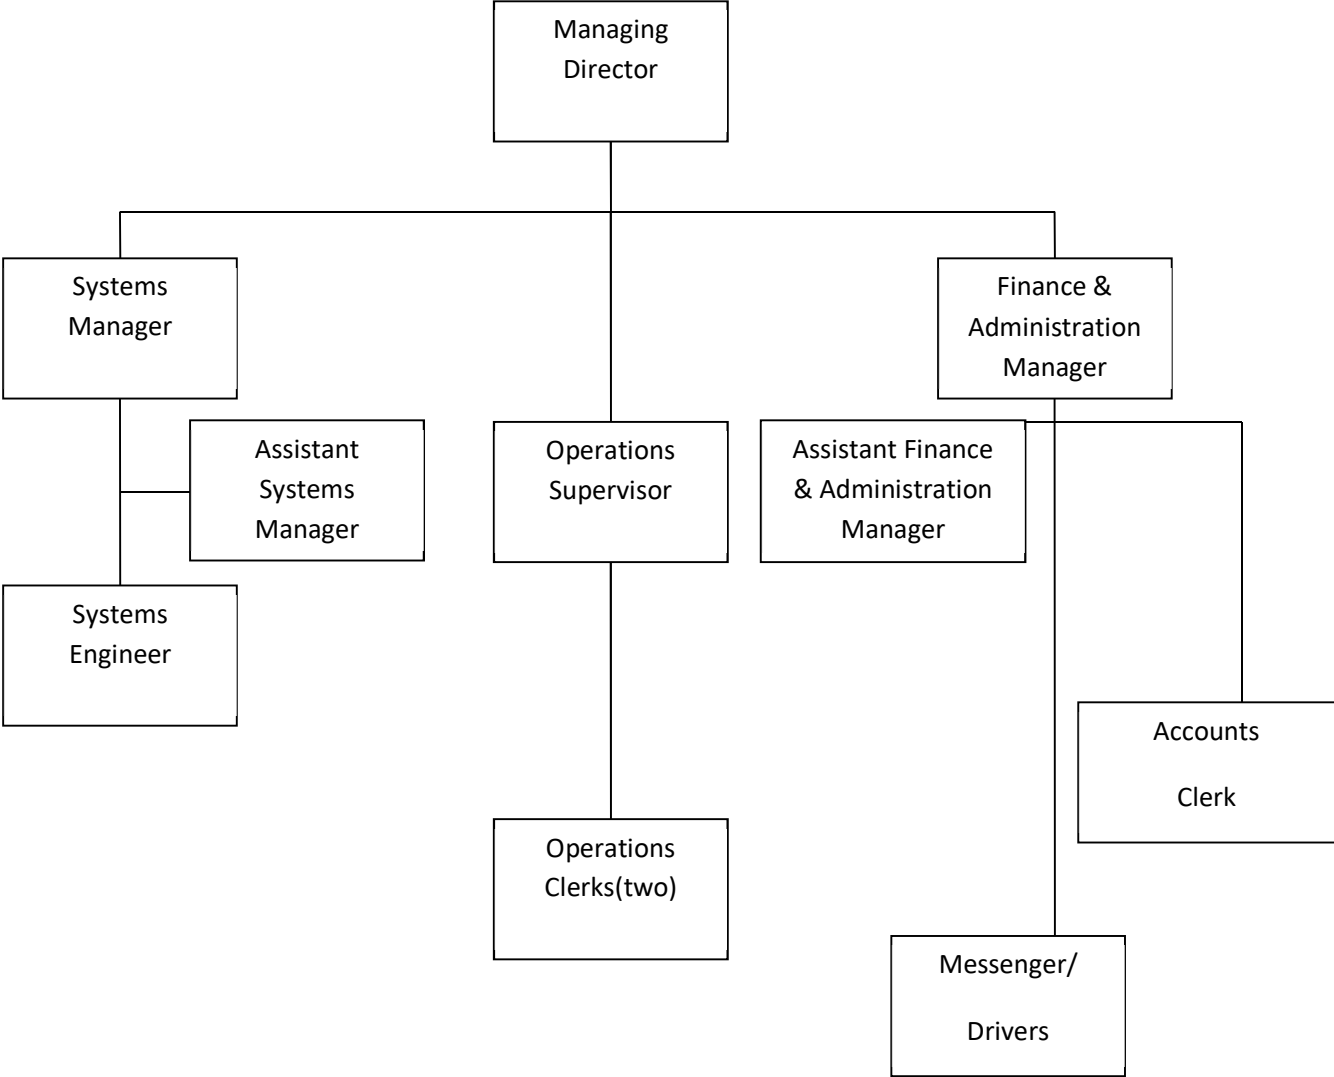 Managing
Director
Systems
Manager
Finance &
Administration
Manager
Assistant
Systems
Manager
Operations
Supervisor
Assistant Finance
& Administration
Manager
Systems
Engineer
Accounts
Clerk
Operations
Clerks(two)
Messenger/
Drivers